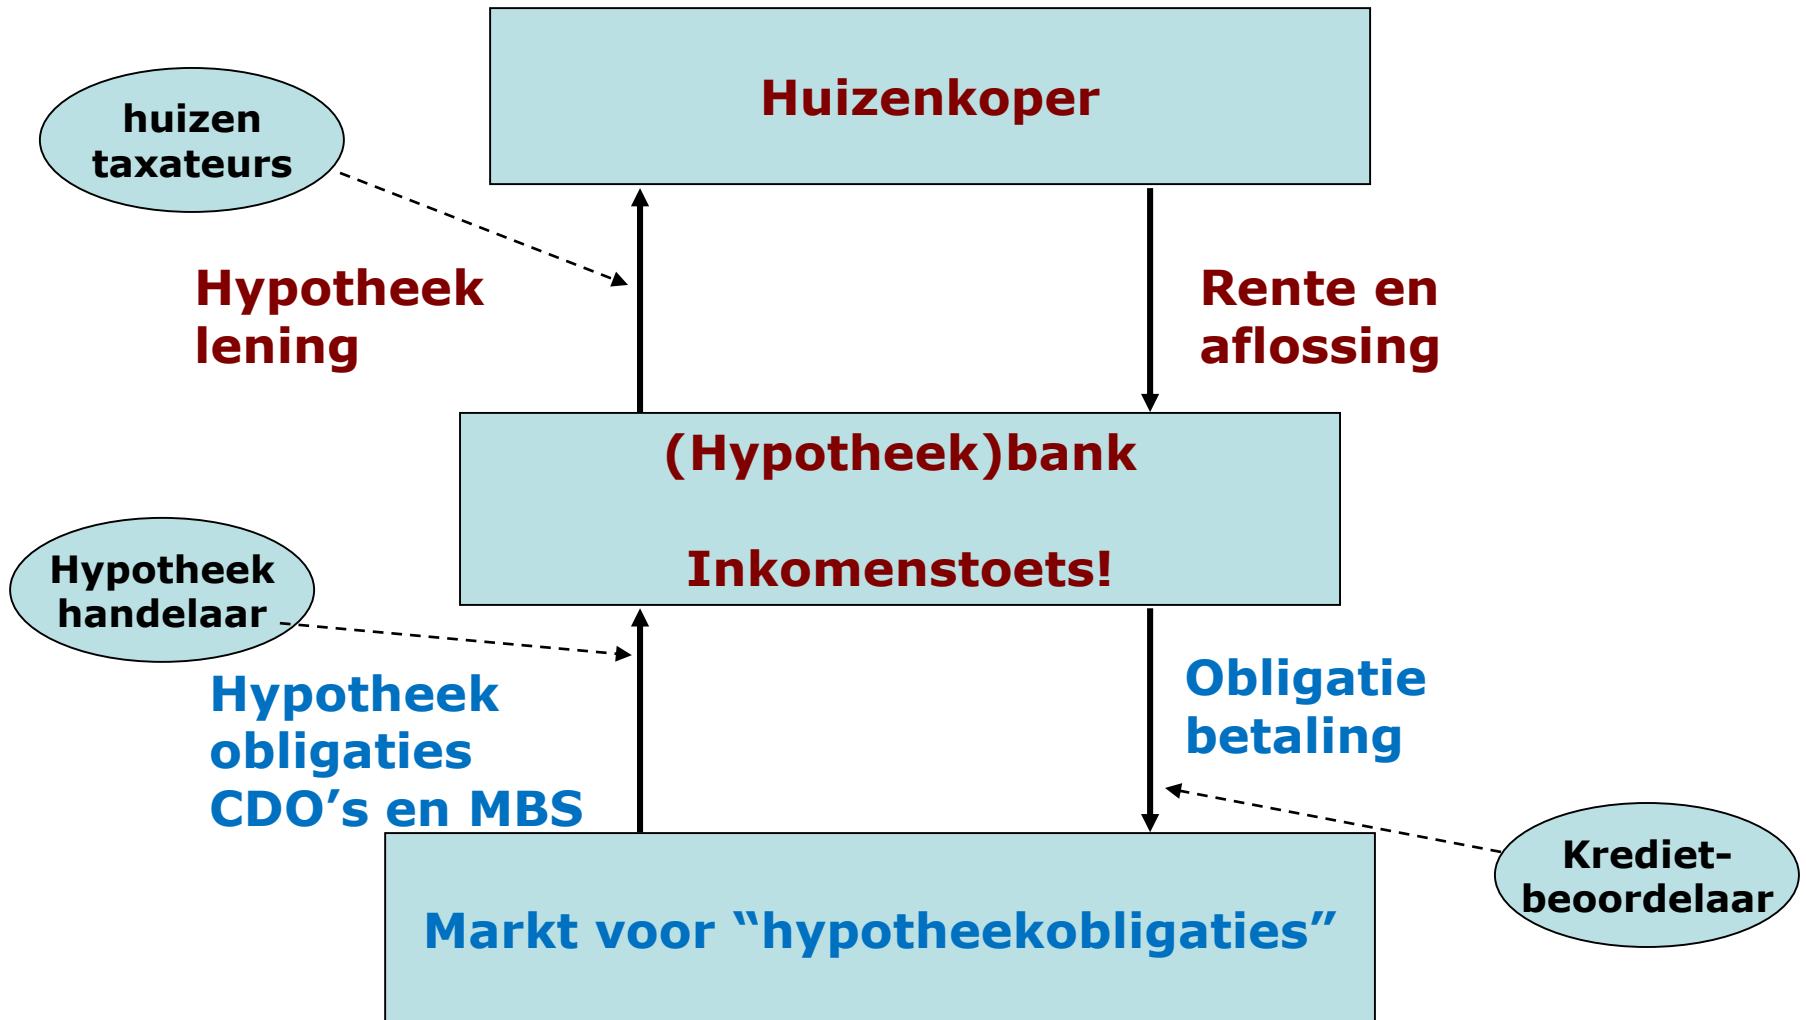 Huizenkoper
huizen
taxateurs
Hypotheek
lening
Rente en
aflossing
(Hypotheek)bank
Inkomenstoets!
Hypotheek
handelaar
Hypotheek
obligaties
CDO’s en MBS
Obligatie
betaling
Krediet-
beoordelaar
Markt voor “hypotheekobligaties”